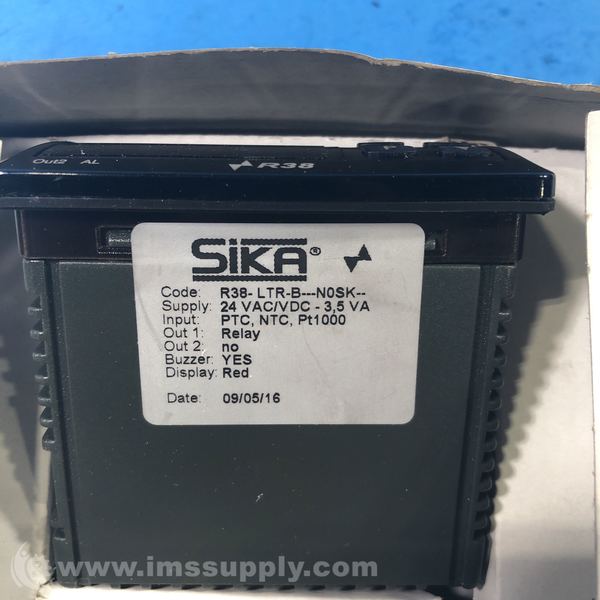 Out2 AL
R38
SiKA®
Code: R38- LTR-B---N0SK--
Supply: 24 VAC/VDC - 3,5 VA
Input: PTC, NTC, Pt1000
Out 1: Relay
Out 2: no
Buzzer: YES
Display: Red
Date: 09/05/16
www.imssupply.com